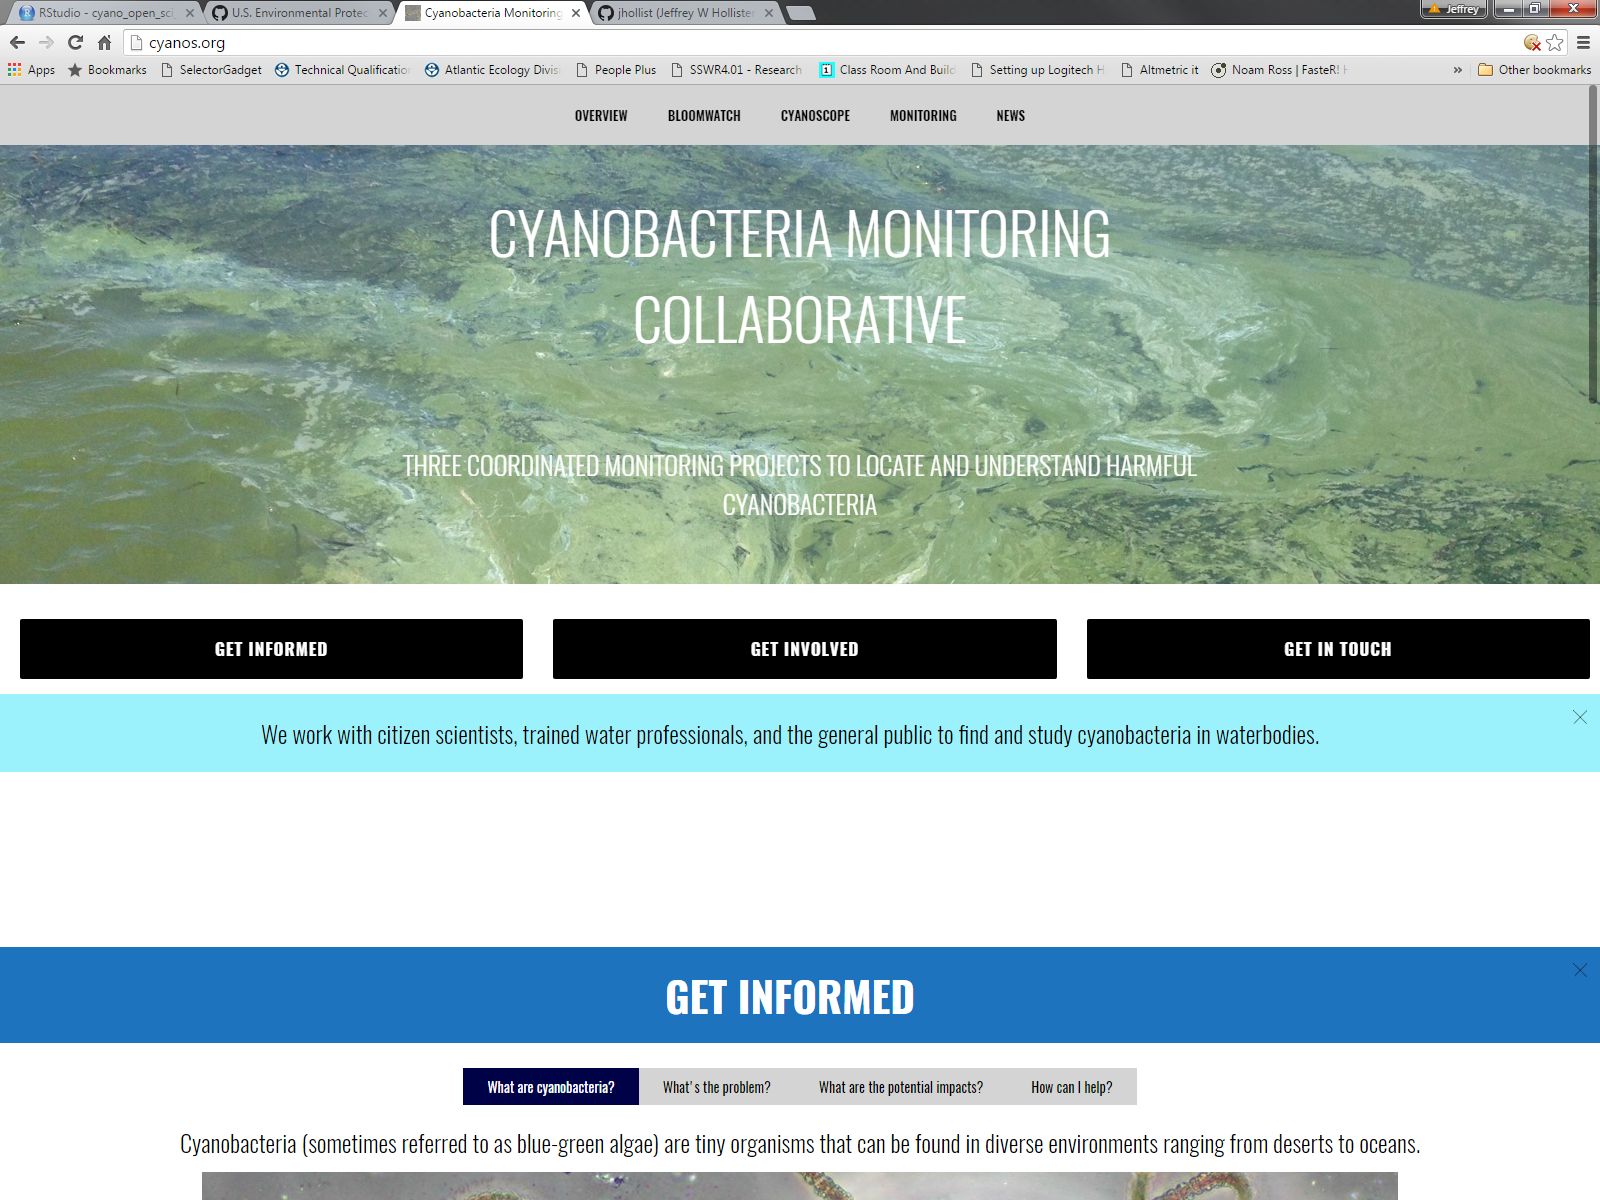 RStudio - cyano_open_sci
U.S. Environmental Protec
Cyanobacteria Monitoring
jhollist (Jeffrey W Hollister
Jeffrey
cyanos.org
Apps
Bookmarks
SelectorGadget
Technical Qualification
Atlantic Ecology Divisi
People Plus
SSWR4.01 - Research
1
Class Room And Build
Setting up Logitech H
Altmetric it
Noam Ross | FasteR! H
»
Other bookmarks
OVERVIEW
BLOOMWATCH
CYANOSCOPE
MONITORING
NEWS
CYANOBACTERIA MONITORING
COLLABORATIVE
THREE COORDINATED MONITORING PROJECTS TO LOCATE AND UNDERSTAND HARMFUL
CYANOBACTERIA
GET INFORMED
GET INVOLVED
GET IN TOUCH
We work with citizen scientists, trained water professionals, and the general public to find and study cyanobacteria in waterbodies.
GET INFORMED
What are cyanobacteria?
What's the problem?
What are the potential impacts?
How can I help?
Cyanobacteria (sometimes referred to as blue-green algae) are tiny organisms that can be found in diverse environments ranging from deserts to oceans.